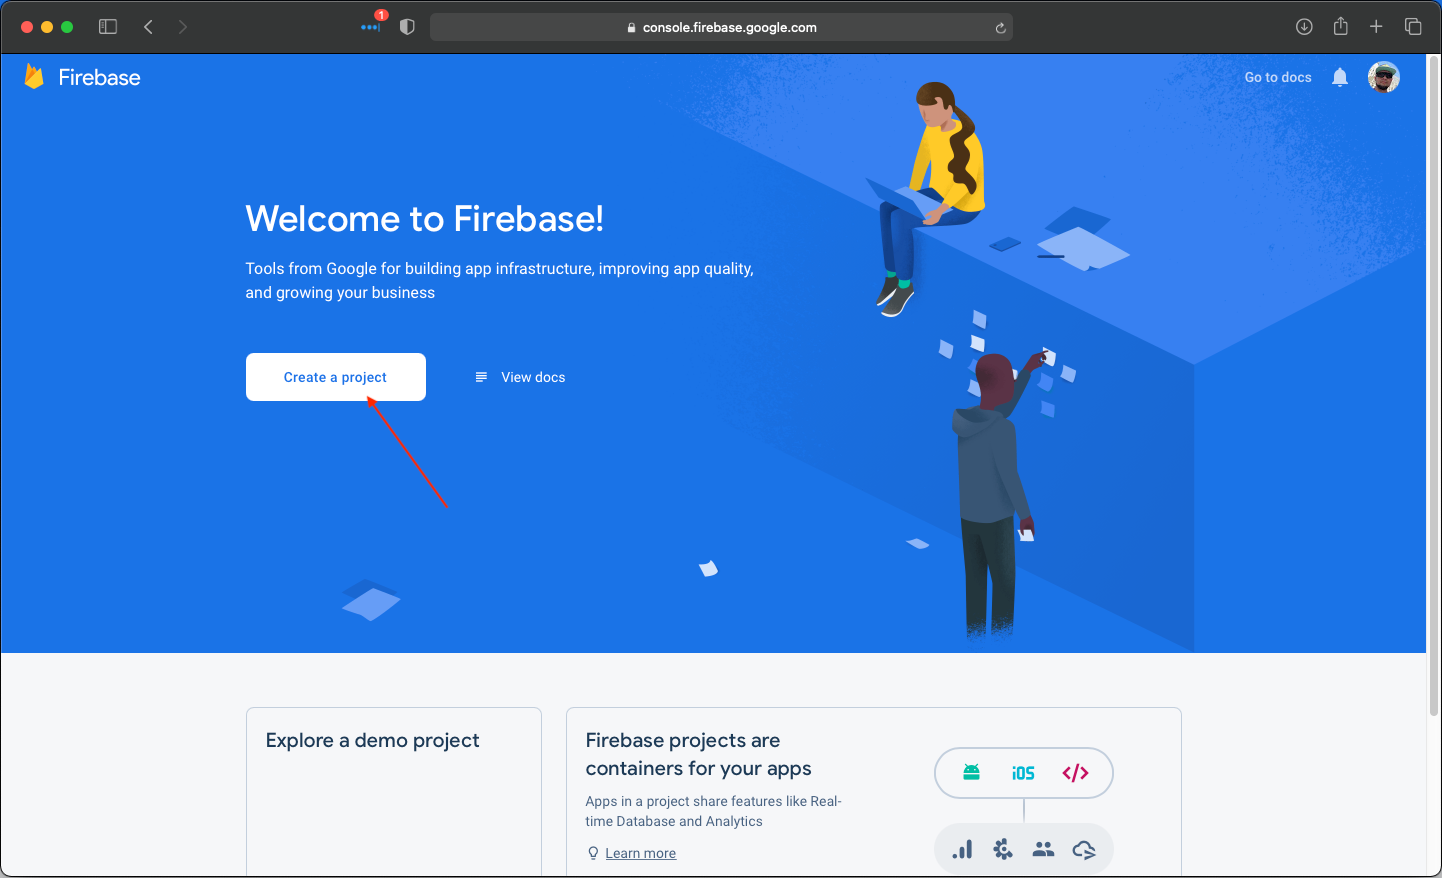 1
console.firebase.google.com
Firebase
Go to docs
Welcome to Firebase!
Tools from Google for building app infrastructure, improving app quality,
and growing your business
Create a project
View docs
Explore a demo project
Firebase projects are
containers for your apps
Apps in a project share features like Real-
time Database and Analytics
Learn more
iOS